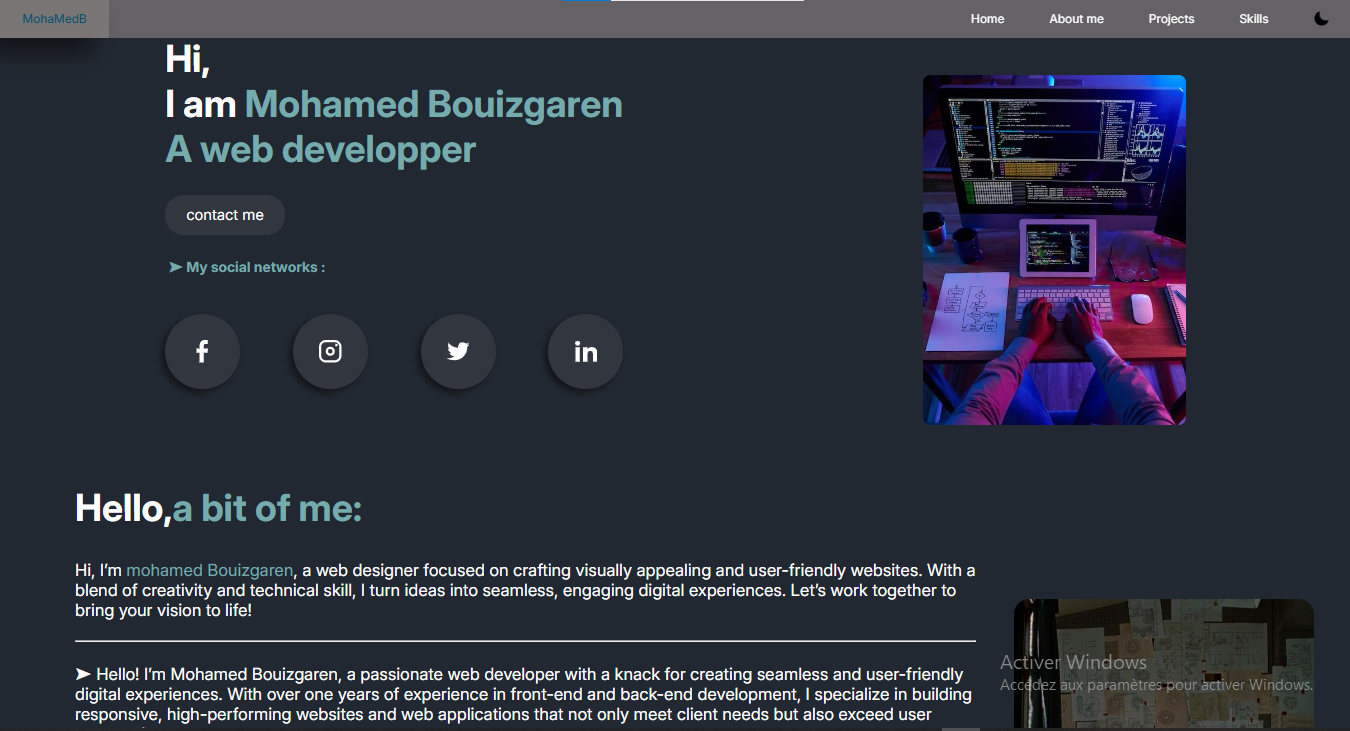 MohaMedB
Home
About me
Projects
Skills
Hi,
I am Mohamed Bouizgaren
A web developper
contact me
➤ My social networks :
Hello,a bit of me:
Hi, I’m mohamed Bouizgaren, a web designer focused on crafting visually appealing and user-friendly websites. With a
blend of creativity and technical skill, I turn ideas into seamless, engaging digital experiences. Let’s work together to
bring your vision to life!
➤ Hello! I’m Mohamed Bouizgaren, a passionate web developer with a knack for creating seamless and user-friendly
digital experiences. With over one years of experience in front-end and back-end development, I specialize in building
responsive, high-performing websites and web applications that not only meet client needs but also exceed user
Activer Windows
Accédez aux paramètres pour activer Windows.